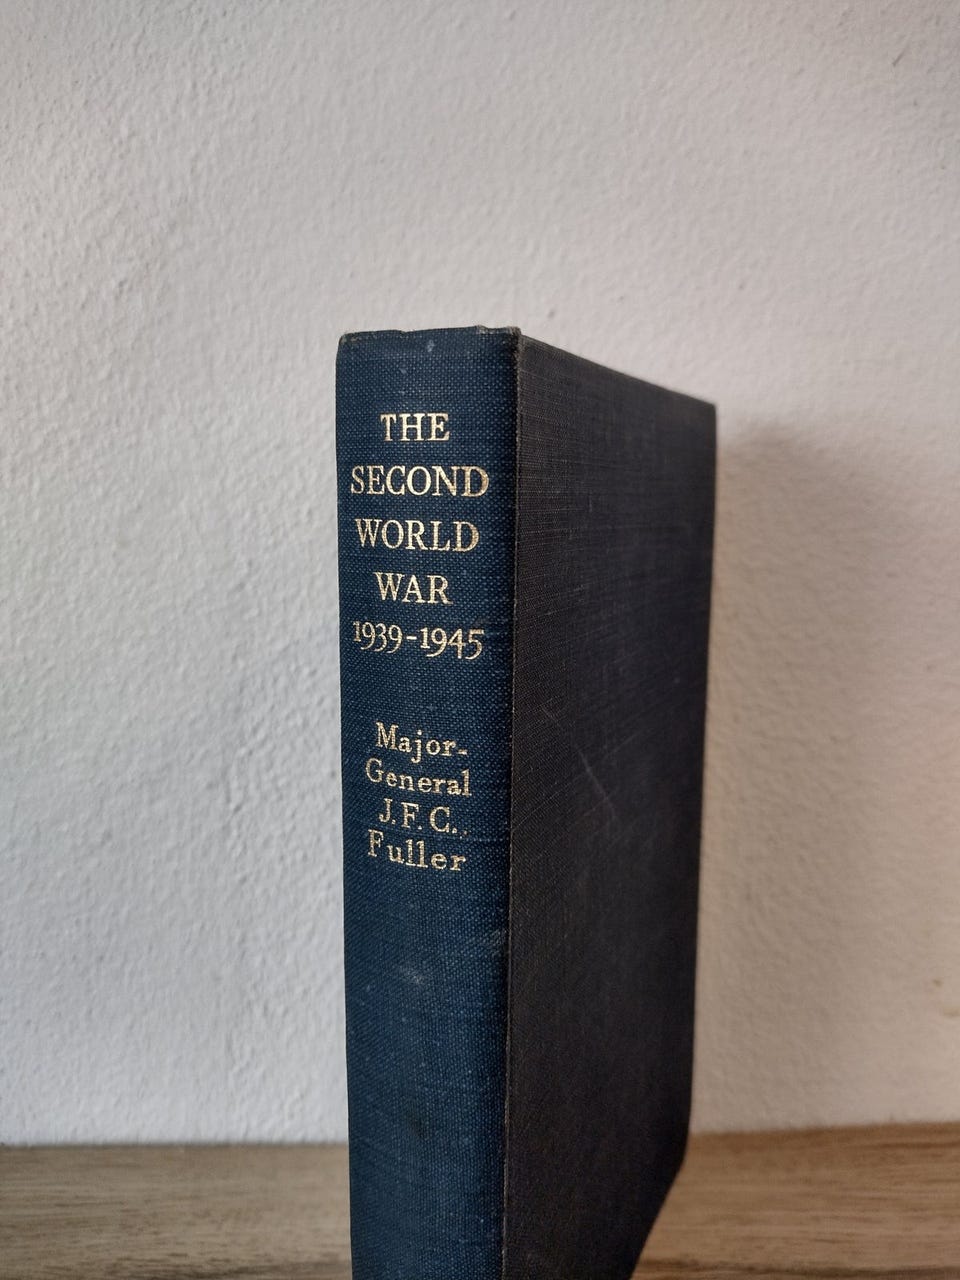 THE
SECOND
WORLD
WAR
1939-1945
Major-
General
J. F. C.
Fuller